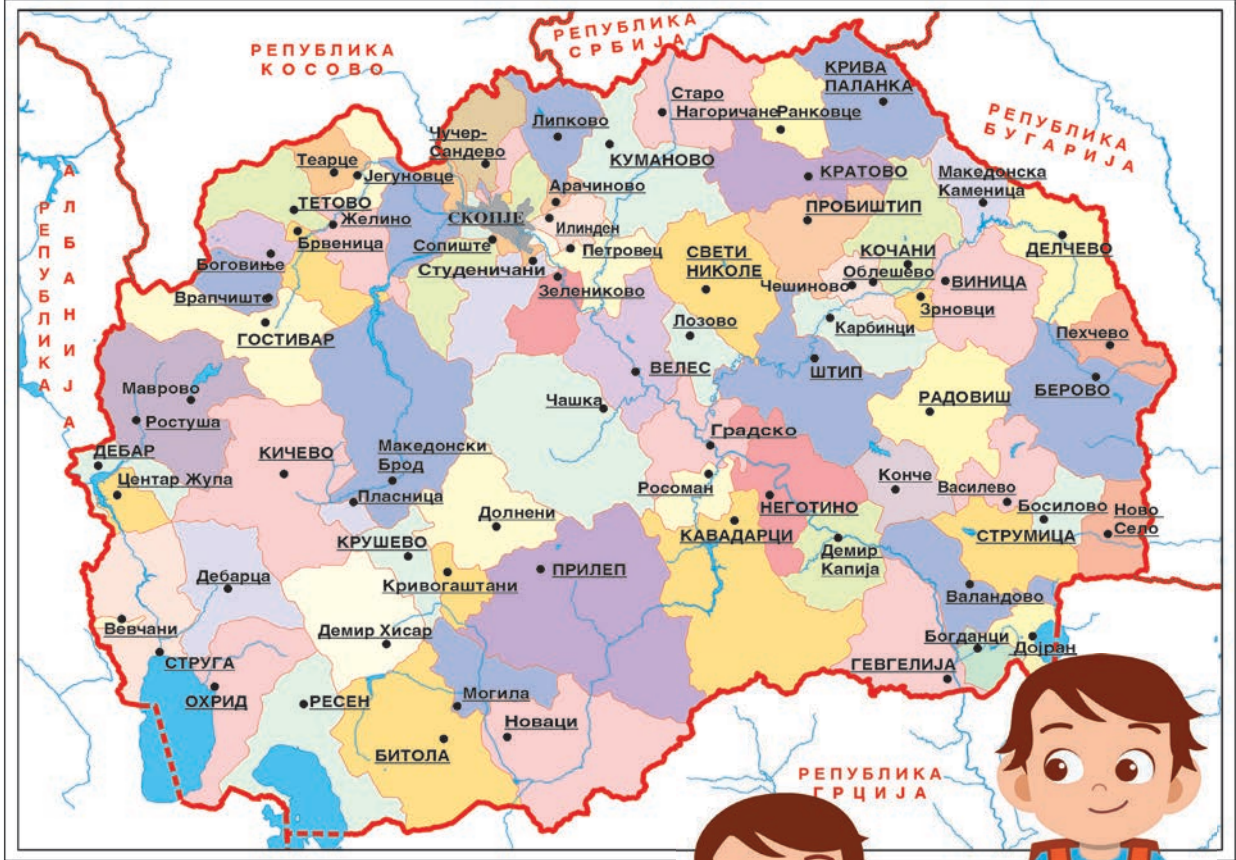 РЕПУБЛИКА
КОСОВО
РЕПУБЛИКА
СРБИЈА
РЕПУБЛИКА
БУГАРИЈА
РЕПУБЛИКА
АЛБАНИЈА
КРИВА
ПАЛАНКА
Старо
Нагоричане
Ранковце
Чучер-
Сандево
Липково
КУМАНОВО
Теарце
Јегуновце
КРАТОВО
Македонска
Каменица
Арачиново
ТЕТОВО
Желино
СКОПЈЕ
Илинден
ПРОБИШТИП
Брвеница
Сопиште
Петровец
СВЕТИ
НИКОЛЕ
КОЧАНИ
ДЕЛЧЕВО
Боговиње
Студеничани
Облешево
Чешиново
ВИНИЦА
Врапчиште
Зелениково
Зрновци
ГОСТИВАР
Лозово
Карбинци
Пехчево
ВЕЛЕС
ШТИП
Маврово
Ростуша
Чашка
РАДОВИШ
БЕРОВО
ДЕБАР
КИЧЕВО
Македонски
Брод
Градско
Центар Жупа
Пласница
Росоман
Конче
Василево
НЕГОТИНО
Босилово
Ново
Село
Долнени
КАВАДАРЦИ
СТРУМИЦА
КРУШЕВО
Демир
Капија
Дебарца
Кривогаштани
ПРИЛЕП
Валандово
Вевчани
Демир Хисар
Богданци
Дојран
СТРУГА
ГЕВГЕЛИЈА
ОХРИД
РЕСЕН
Могила
Новаци
БИТОЛА
РЕПУБЛИКА
ГРЦИЈА